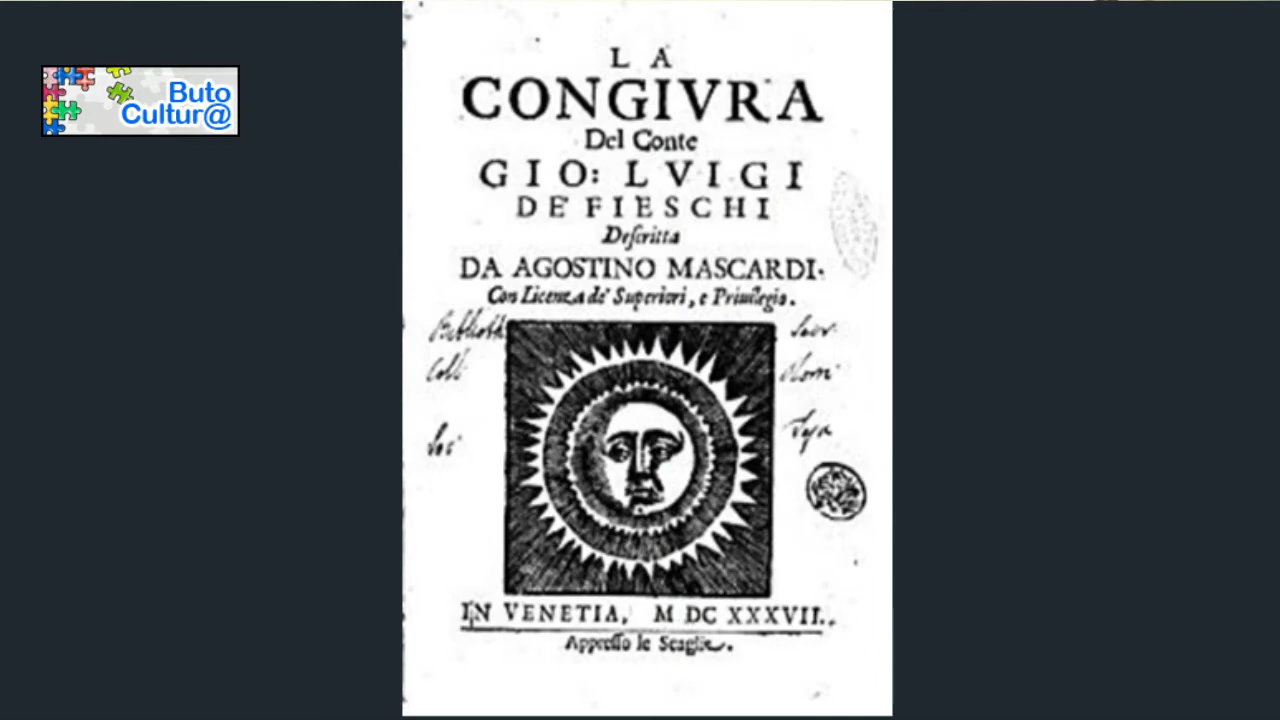 Buto
Cultur@
LA
CONGIVRA
Del Conte
GIO: LVIGI
DE' FIESCHI
Deſcritta
DA AGOSTINO MASCARDI.
Con Licenza de' Superiori, e Priuilegio.
IN VENETIA, M DC XXXVII.
Appreſſo le Scaglie.